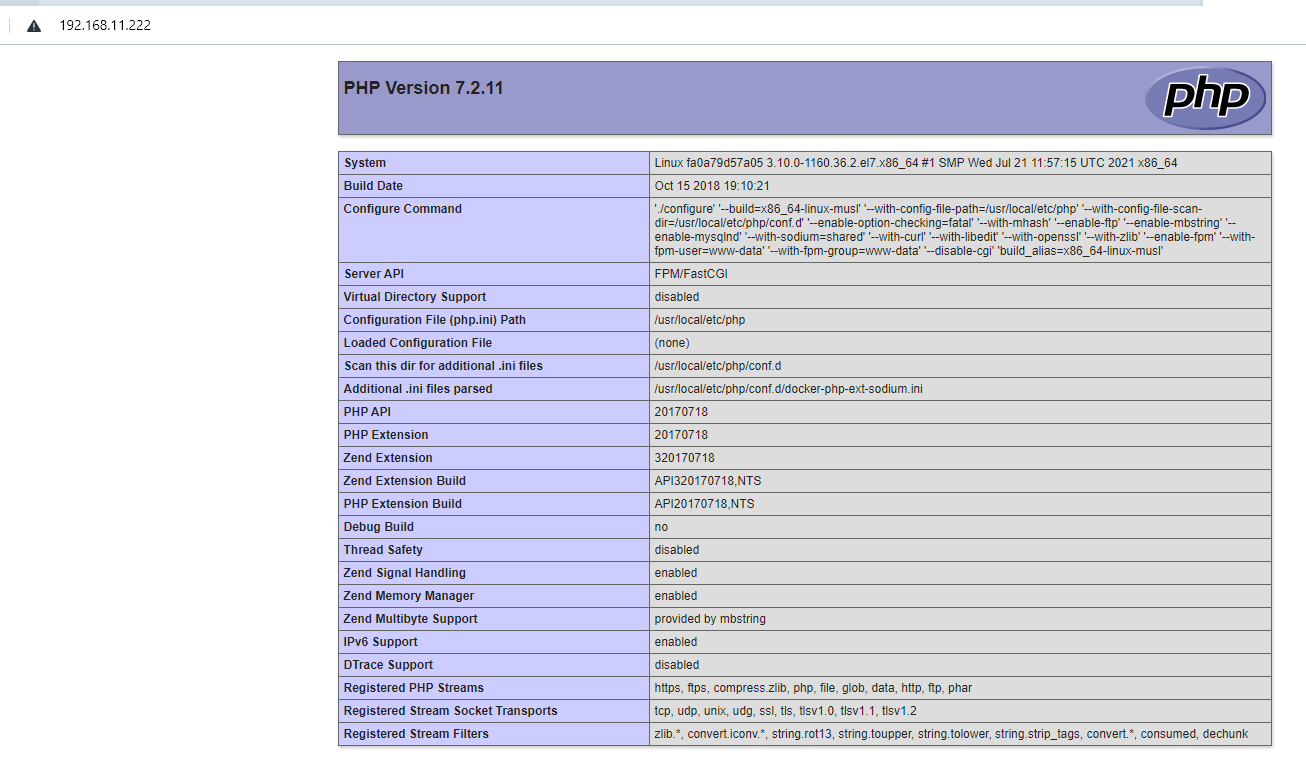 192.168.11.222
PHP Version 7.2.11
php
System Linux fa0a79d57a05 3.10.0-1160.36.2.el7.x86_64 #1 SMP Wed Jul 21 11:57:15 UTC 2021 x86_64
Build Date Oct 15 2018 19:10:21
Configure Command './configure' '--build=x86_64-linux-musl' '--with-config-file-path=/usr/local/etc/php' '--with-config-file-scan-
dir=/usr/local/etc/php/conf.d' '--enable-option-checking=fatal' '--with-mhash' '--enable-ftp' '--enable-mbstring' '--
enable-mysqlnd' '--with-sodium=shared' '--with-curl' '--with-libedit' '--with-openssl' '--with-zlib' '--enable-fpm' '--with-
fpm-user=www-data' '--with-fpm-group=www-data' '--disable-cgi' 'build_alias=x86_64-linux-musl'
Server API FPM/FastCGI
Virtual Directory Support disabled
Configuration File (php.ini) Path /usr/local/etc/php
Loaded Configuration File (none)
Scan this dir for additional .ini files /usr/local/etc/php/conf.d
Additional .ini files parsed /usr/local/etc/php/conf.d/docker-php-ext-sodium.ini
PHP API 20170718
PHP Extension 20170718
Zend Extension 320170718
Zend Extension Build API320170718,NTS
PHP Extension Build API20170718,NTS
Debug Build no
Thread Safety disabled
Zend Signal Handling enabled
Zend Memory Manager enabled
Zend Multibyte Support provided by mbstring
IPv6 Support enabled
DTrace Support disabled
Registered PHP Streams https, ftps, compress.zlib, php, file, glob, data, http, ftp, phar
Registered Stream Socket Transports tcp, udp, unix, udg, ssl, tls, tlsv1.0, tlsv1.1, tlsv1.2
Registered Stream Filters zlib.*, convert.iconv.*, string.rot13, string.toupper, string.tolower, string.strip_tags, convert.*, consumed, dechunk